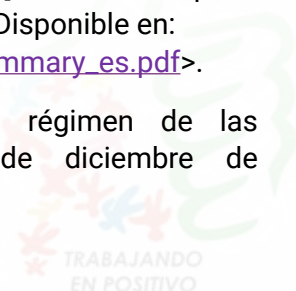 Disponible en:
mmary_es.pdf>.
régimen de las
de diciembre de
TRABAJANDO
EN POSITIVO